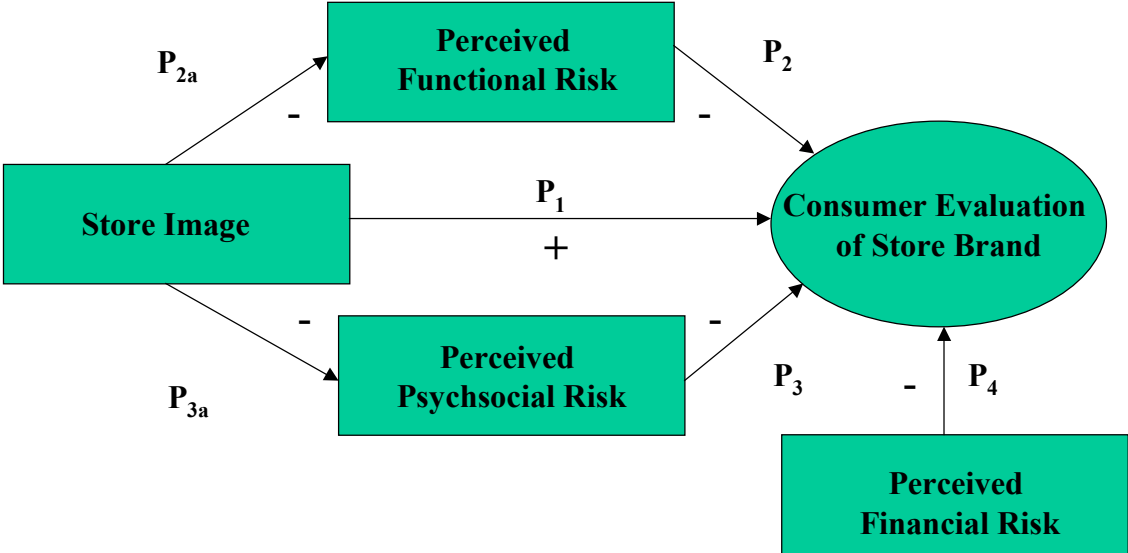 Perceived
Functional Risk
P2a
P2
-
-
Store Image
P1
+
Consumer Evaluation
of Store Brand
-
-
Perceived
Psychsocial Risk
P3a
P3
-
P4
Perceived
Financial Risk